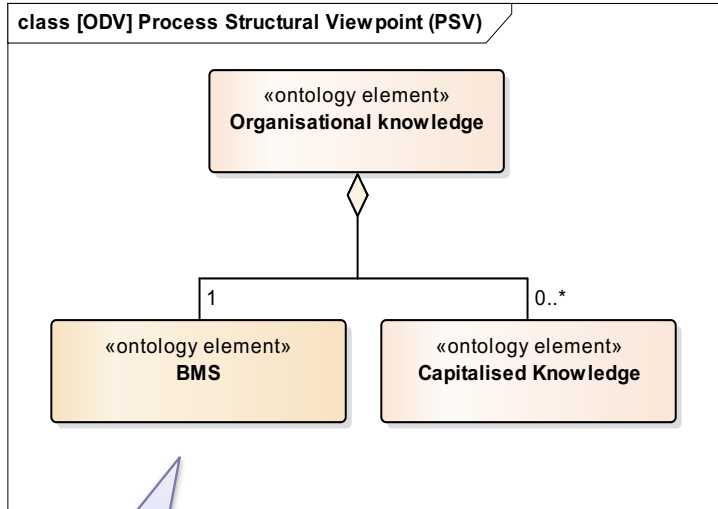 class [ODV] Process Structural Viewpoint (PSV)
«ontology element»
Organisational knowledge
1
0..*
«ontology element»
BMS
«ontology element»
Capitalised Knowledge